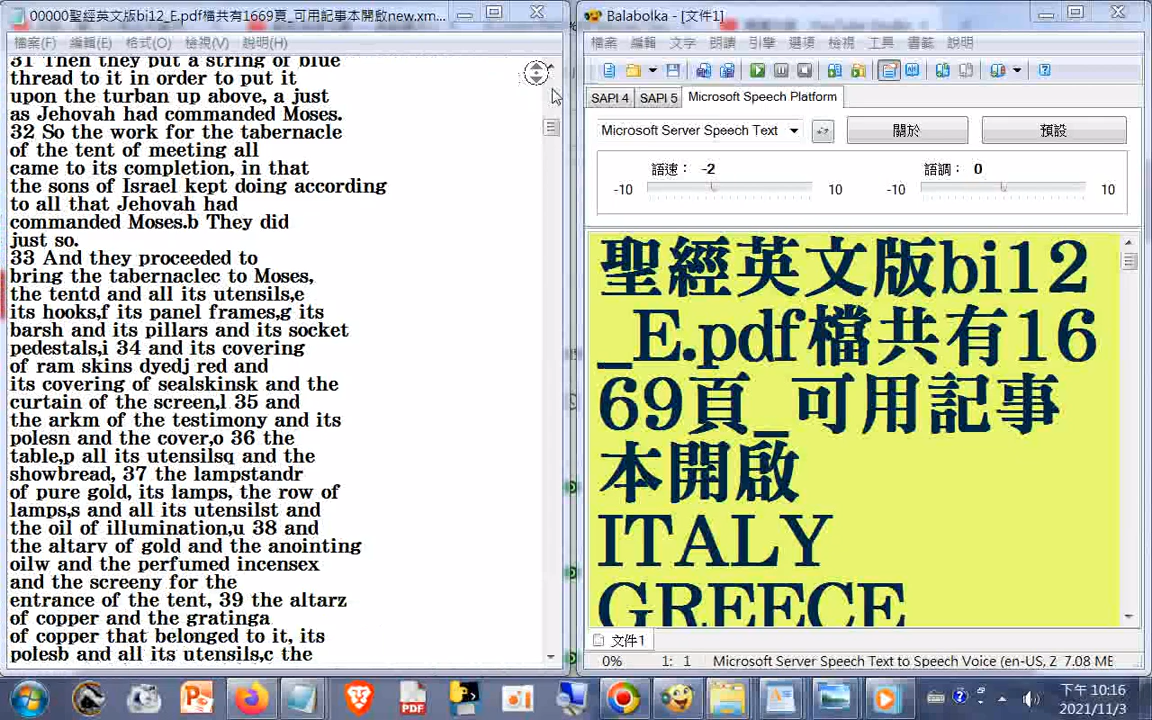 00000聖經英文版bi12_E.pdf檔共有1669頁_可用記事本開啟new.xm...
檔案(F) 編輯(E) 格式(O) 檢視(V) 說明(H)
31 Then they put a string of blue
thread to it in order to put it
upon the turban up above, a just
as Jehovah had commanded Moses.
32 So the work for the tabernacle
of the tent of meeting all
came to its completion, in that
the sons of Israel kept doing according
to all that Jehovah had
commanded Moses.b They did
just so.
33 And they proceeded to
bring the tabernaclec to Moses,
the tentd and all its utensils,e
its hooks,f its panel frames,g its
barsh and its pillars and its socket
pedestals,i 34 and its covering
of ram skins dyedj red and
its covering of sealskinsk and the
curtain of the screen,l 35 and
the arkm of the testimony and its
polesn and the cover,o 36 the
table,p all its utensilsq and the
showbread, 37 the lampstandr
of pure gold, its lamps, the row of
lamps,s and all its utensilst and
the oil of illumination,u 38 and
the altarv of gold and the anointing
oilw and the perfumed incensex
and the screeny for the
entrance of the tent, 39 the altarz
of copper and the gratinga
of copper that belonged to it, its
polesb and all its utensils,c the
Balabolka - [文件1]
檔案 編輯 文字 朗讀 引擎 選項 檢視 工具 書籤 說明
SAPI 4 SAPI 5 Microsoft Speech Platform
Microsoft Server Speech Text 關於 預設
語速： -2 語調： 0
-10 10 -10 10
聖經英文版bi12
_E.pdf檔共有16
69頁_可用記事
本開啟
ITALY
GREECE
文件1
0% 1: 1 Microsoft Server Speech Text to Speech Voice (en-US, Z 7.08 ME
PDF
下午 10:16
2021/11/3